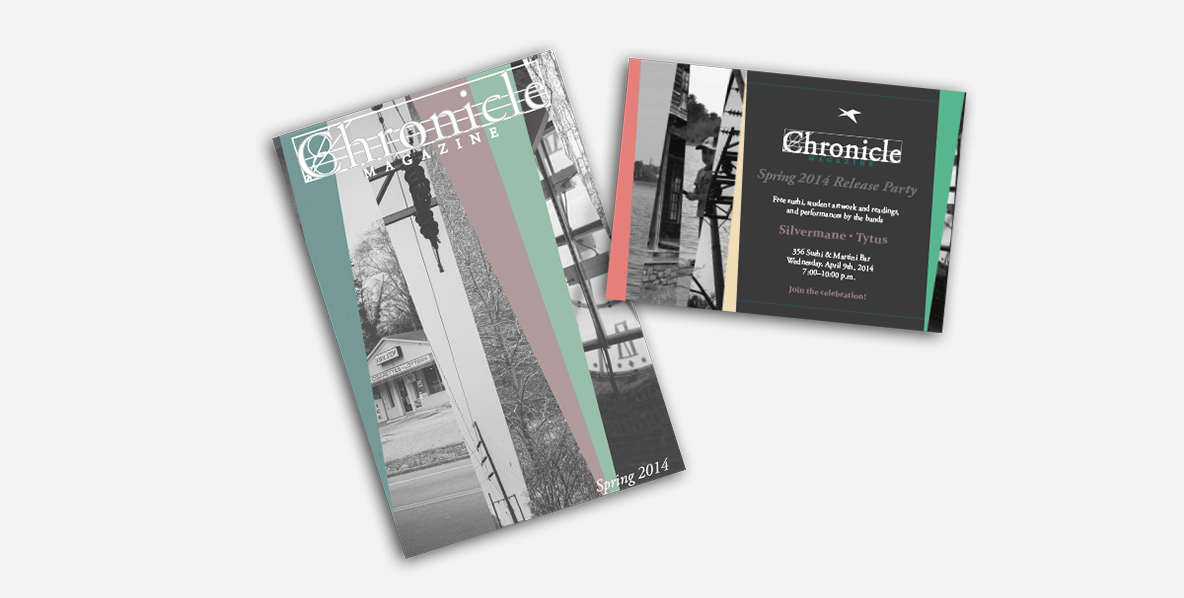 Chronicle
MAGAZINE
Spring 2014
Chronicle
MAGAZINE
Spring 2014 Release Party
Free sushi, student artwork and readings,
and performances by the bands
Silvermane • Tytus
356 Sushi & Martini Bar
Wednesday, April 9th, 2014
7:00–10:00 p.m.
Join the celebration!